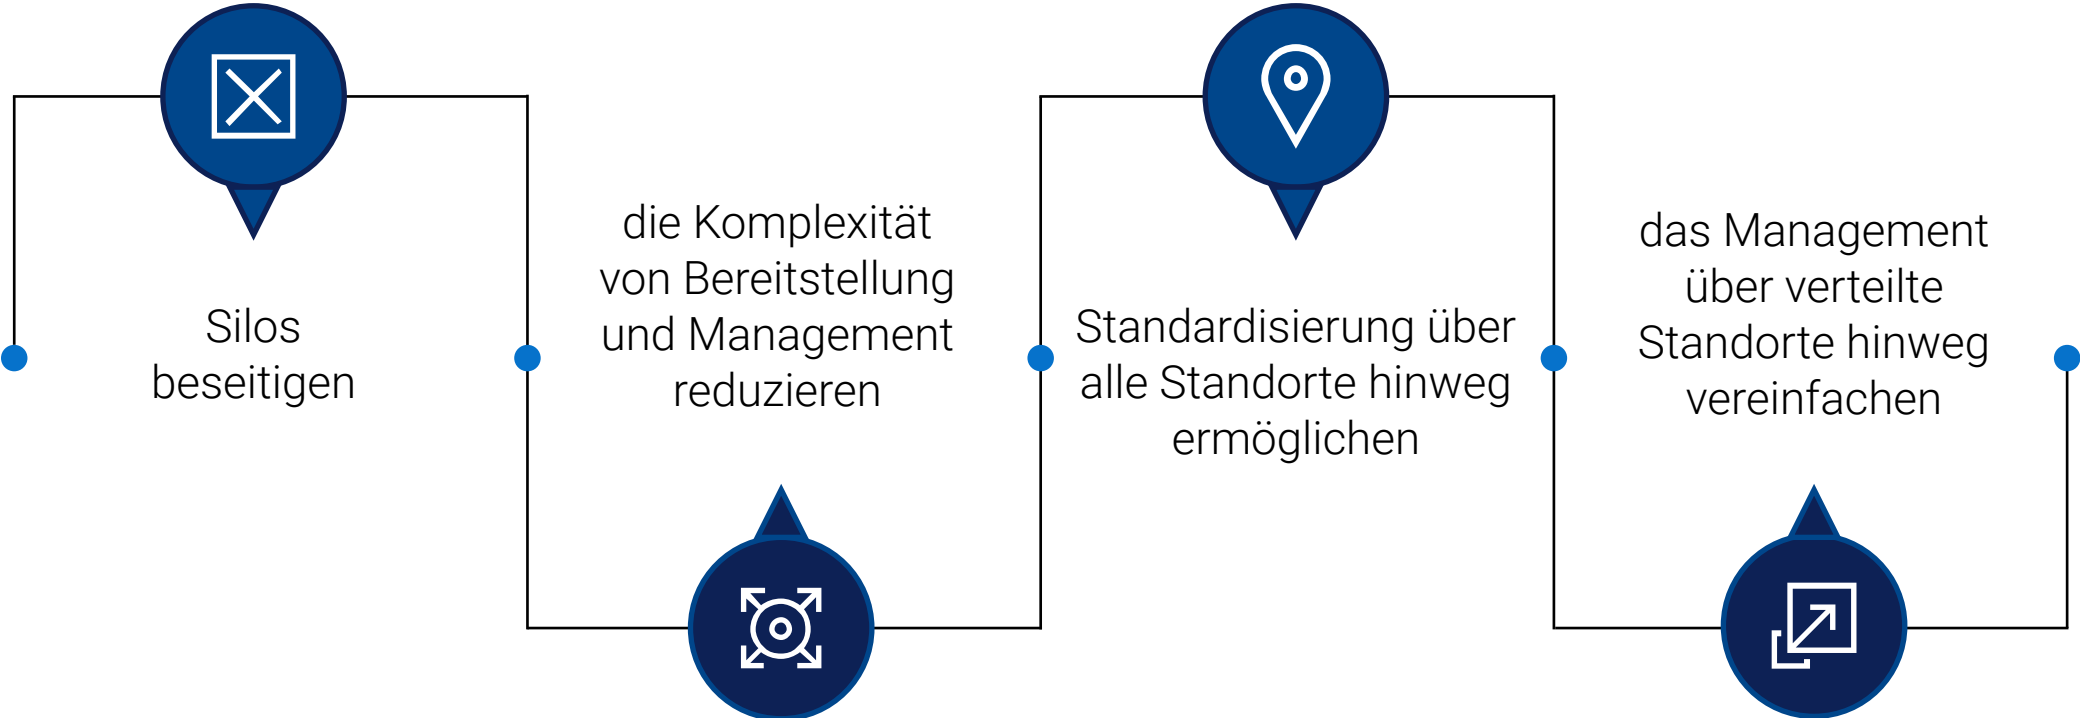 Silos
beseitigen
die Komplexität
von Bereitstellung
und Management
reduzieren
Standardisierung über
alle Standorte hinweg
ermöglichen
das Management
über verteilte
Standorte hinweg
vereinfachen